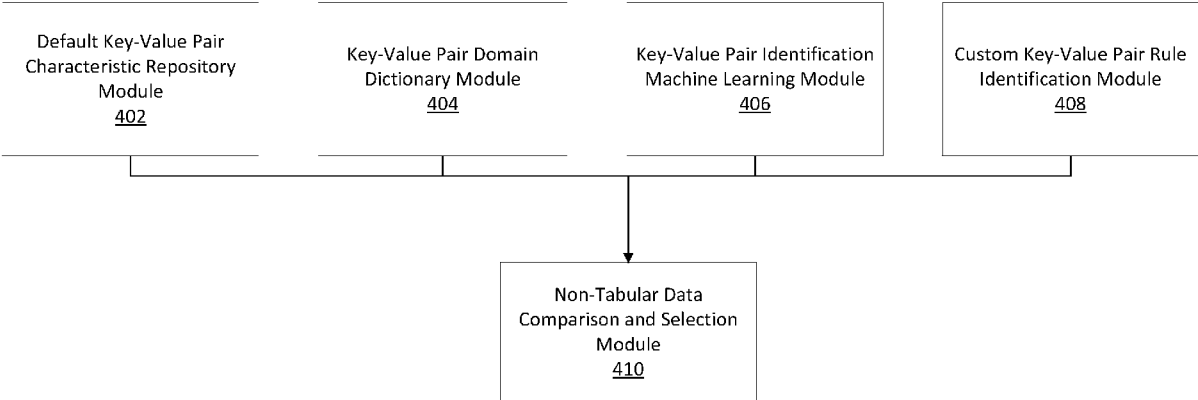 Default Key-Value Pair
Characteristic Repository
Module
402
Key-Value Pair Domain
Dictionary Module
404
Key-Value Pair Identification
Machine Learning Module
406
Custom Key-Value Pair Rule
Identification Module
408
Non-Tabular Data
Comparison and Selection
Module
410